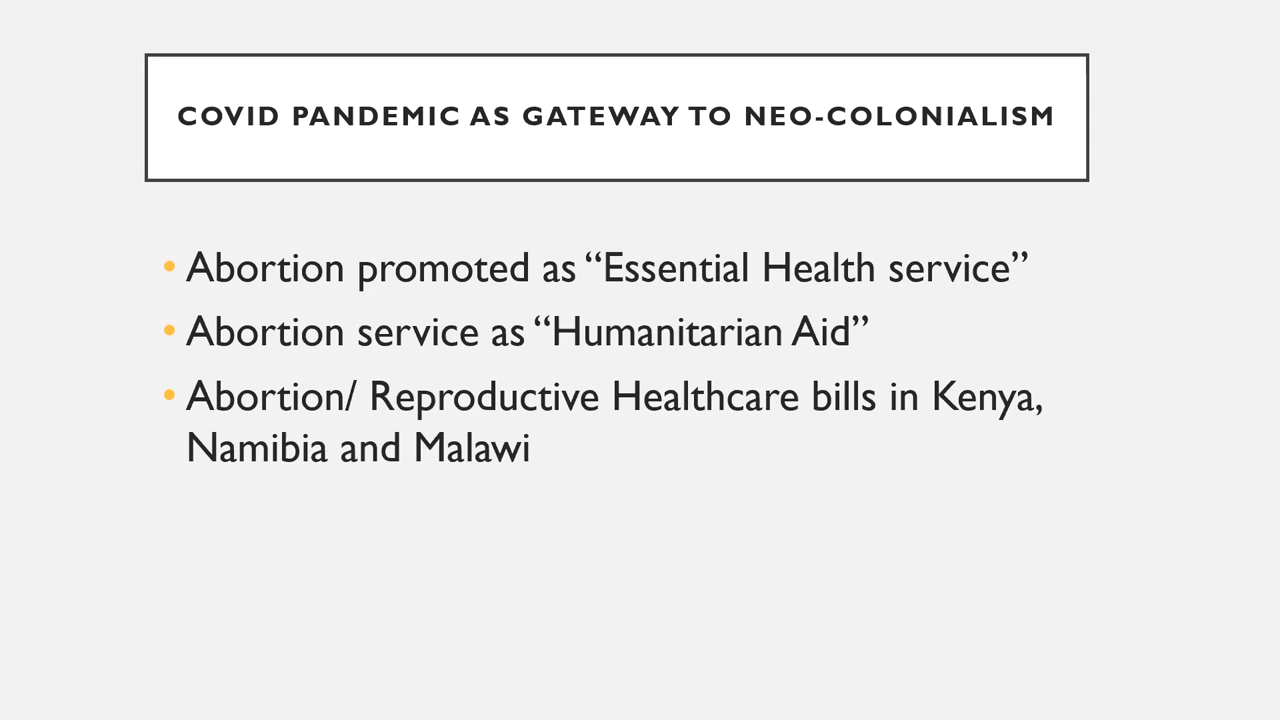 COVID PANDEMIC AS GATEWAY TO NEO-COLONIALISM
• Abortion promoted as “Essential Health service”
• Abortion service as “Humanitarian Aid”
• Abortion/ Reproductive Healthcare bills in Kenya,
Namibia and Malawi